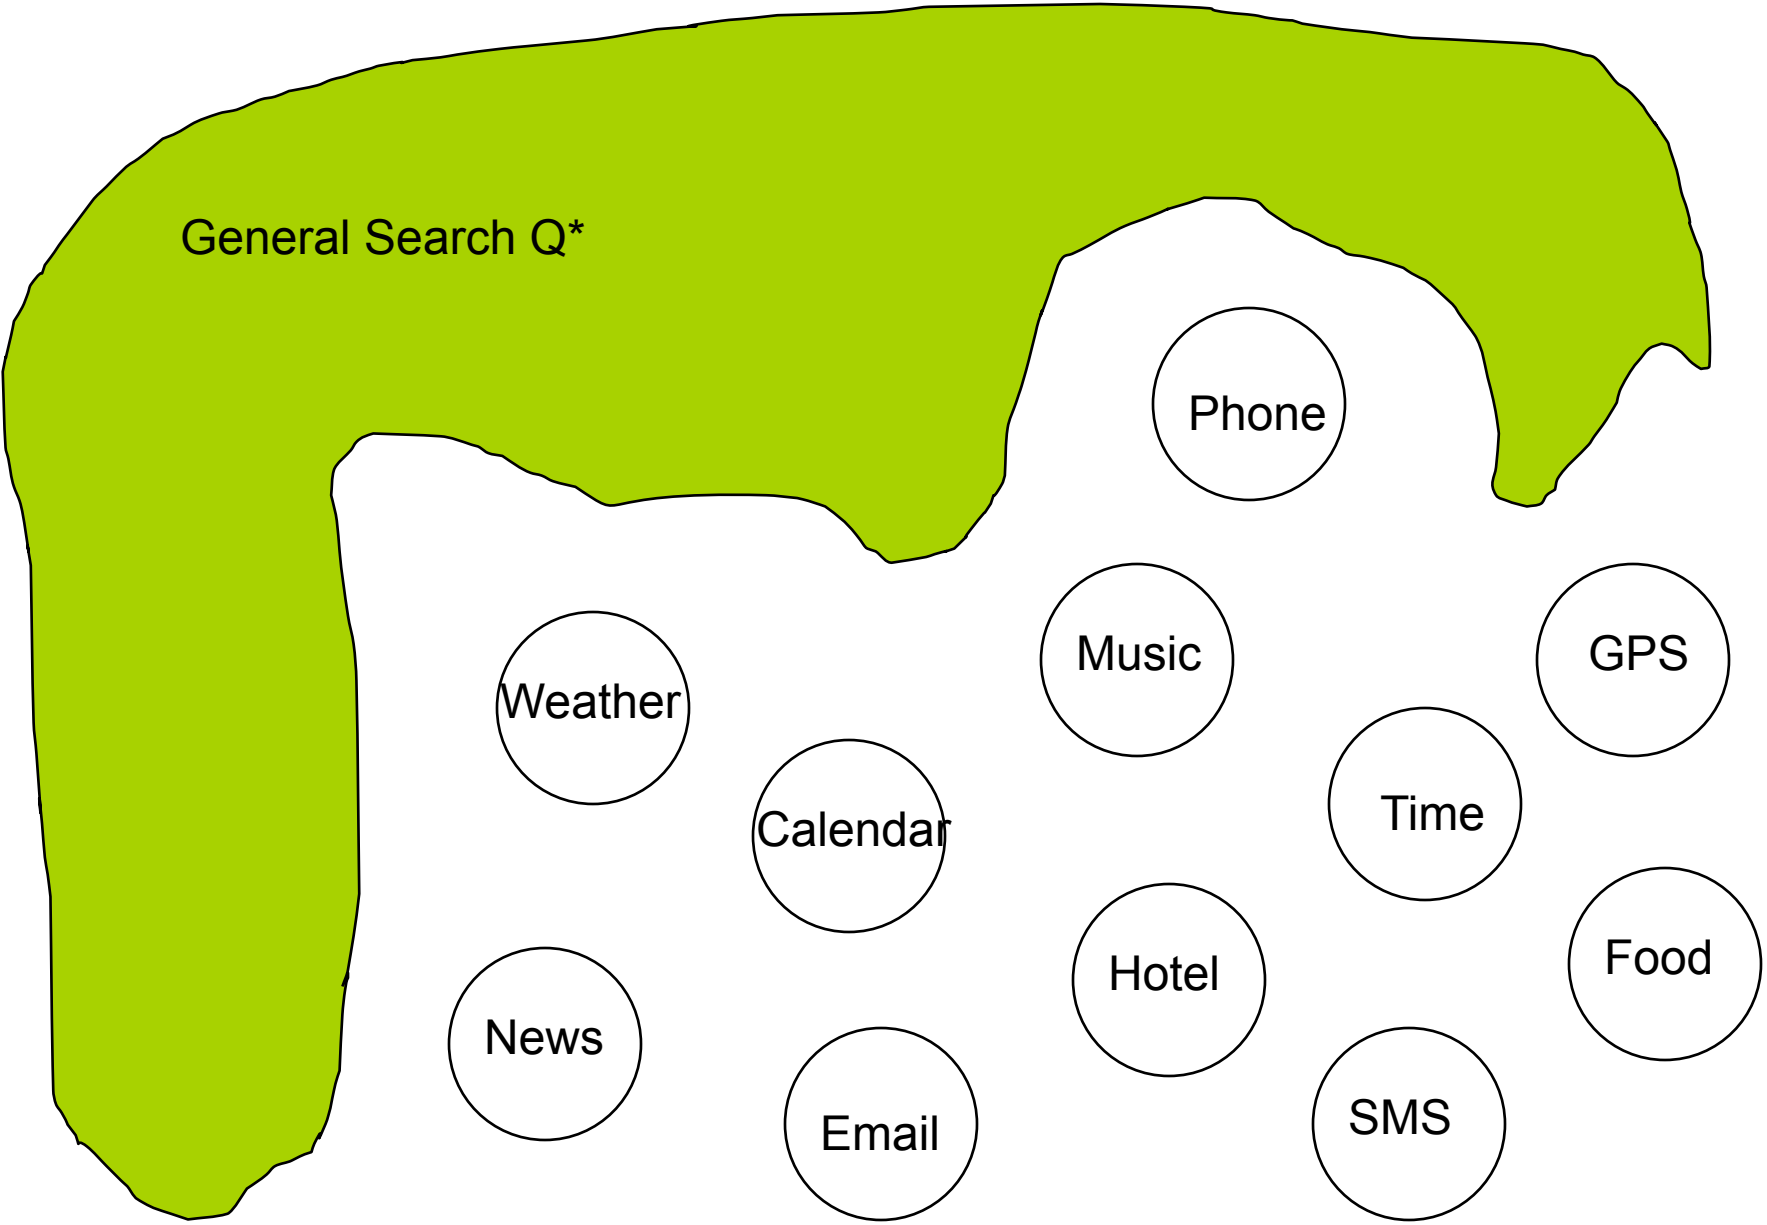 General Search Q*
Phone
Music
GPS
Weather
Time
Calendar
Food
Hotel
News
SMS
Email